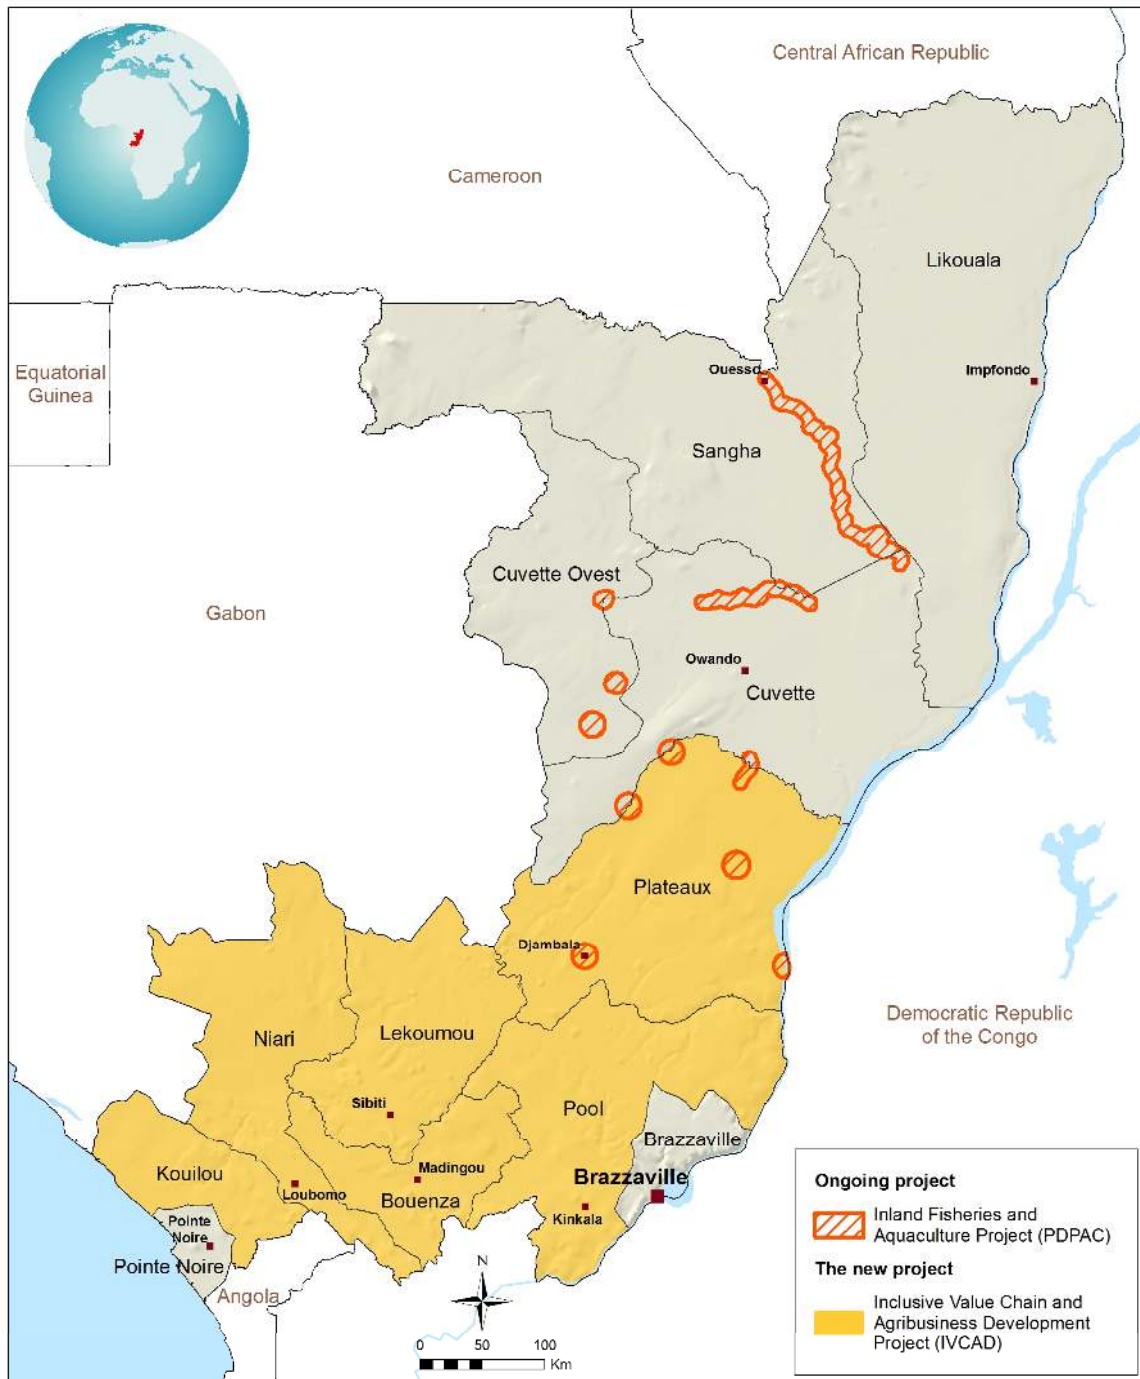 Central African Republic
Cameroon
Likouala
Equatorial
Guinea
Ouesso
Impfondo
Sangha
Cuvette Ovest
Gabon
Owando
Cuvette
Plateaux
Djambala
Democratic Republic
of the Congo
Niari
Lekoumou
Sibiti
Pool
Brazzaville
Kouilou
Madingou
Brazzaville
Loubomo
Bouenza
Kinkala
Pointe
Noire
Pointe Noire
Angola
N
0 50 100
Km
Ongoing project
Inland Fisheries and
Aquaculture Project (PDPAC)
The new project
Inclusive Value Chain and
Agribusiness Development
Project (IVCAD)